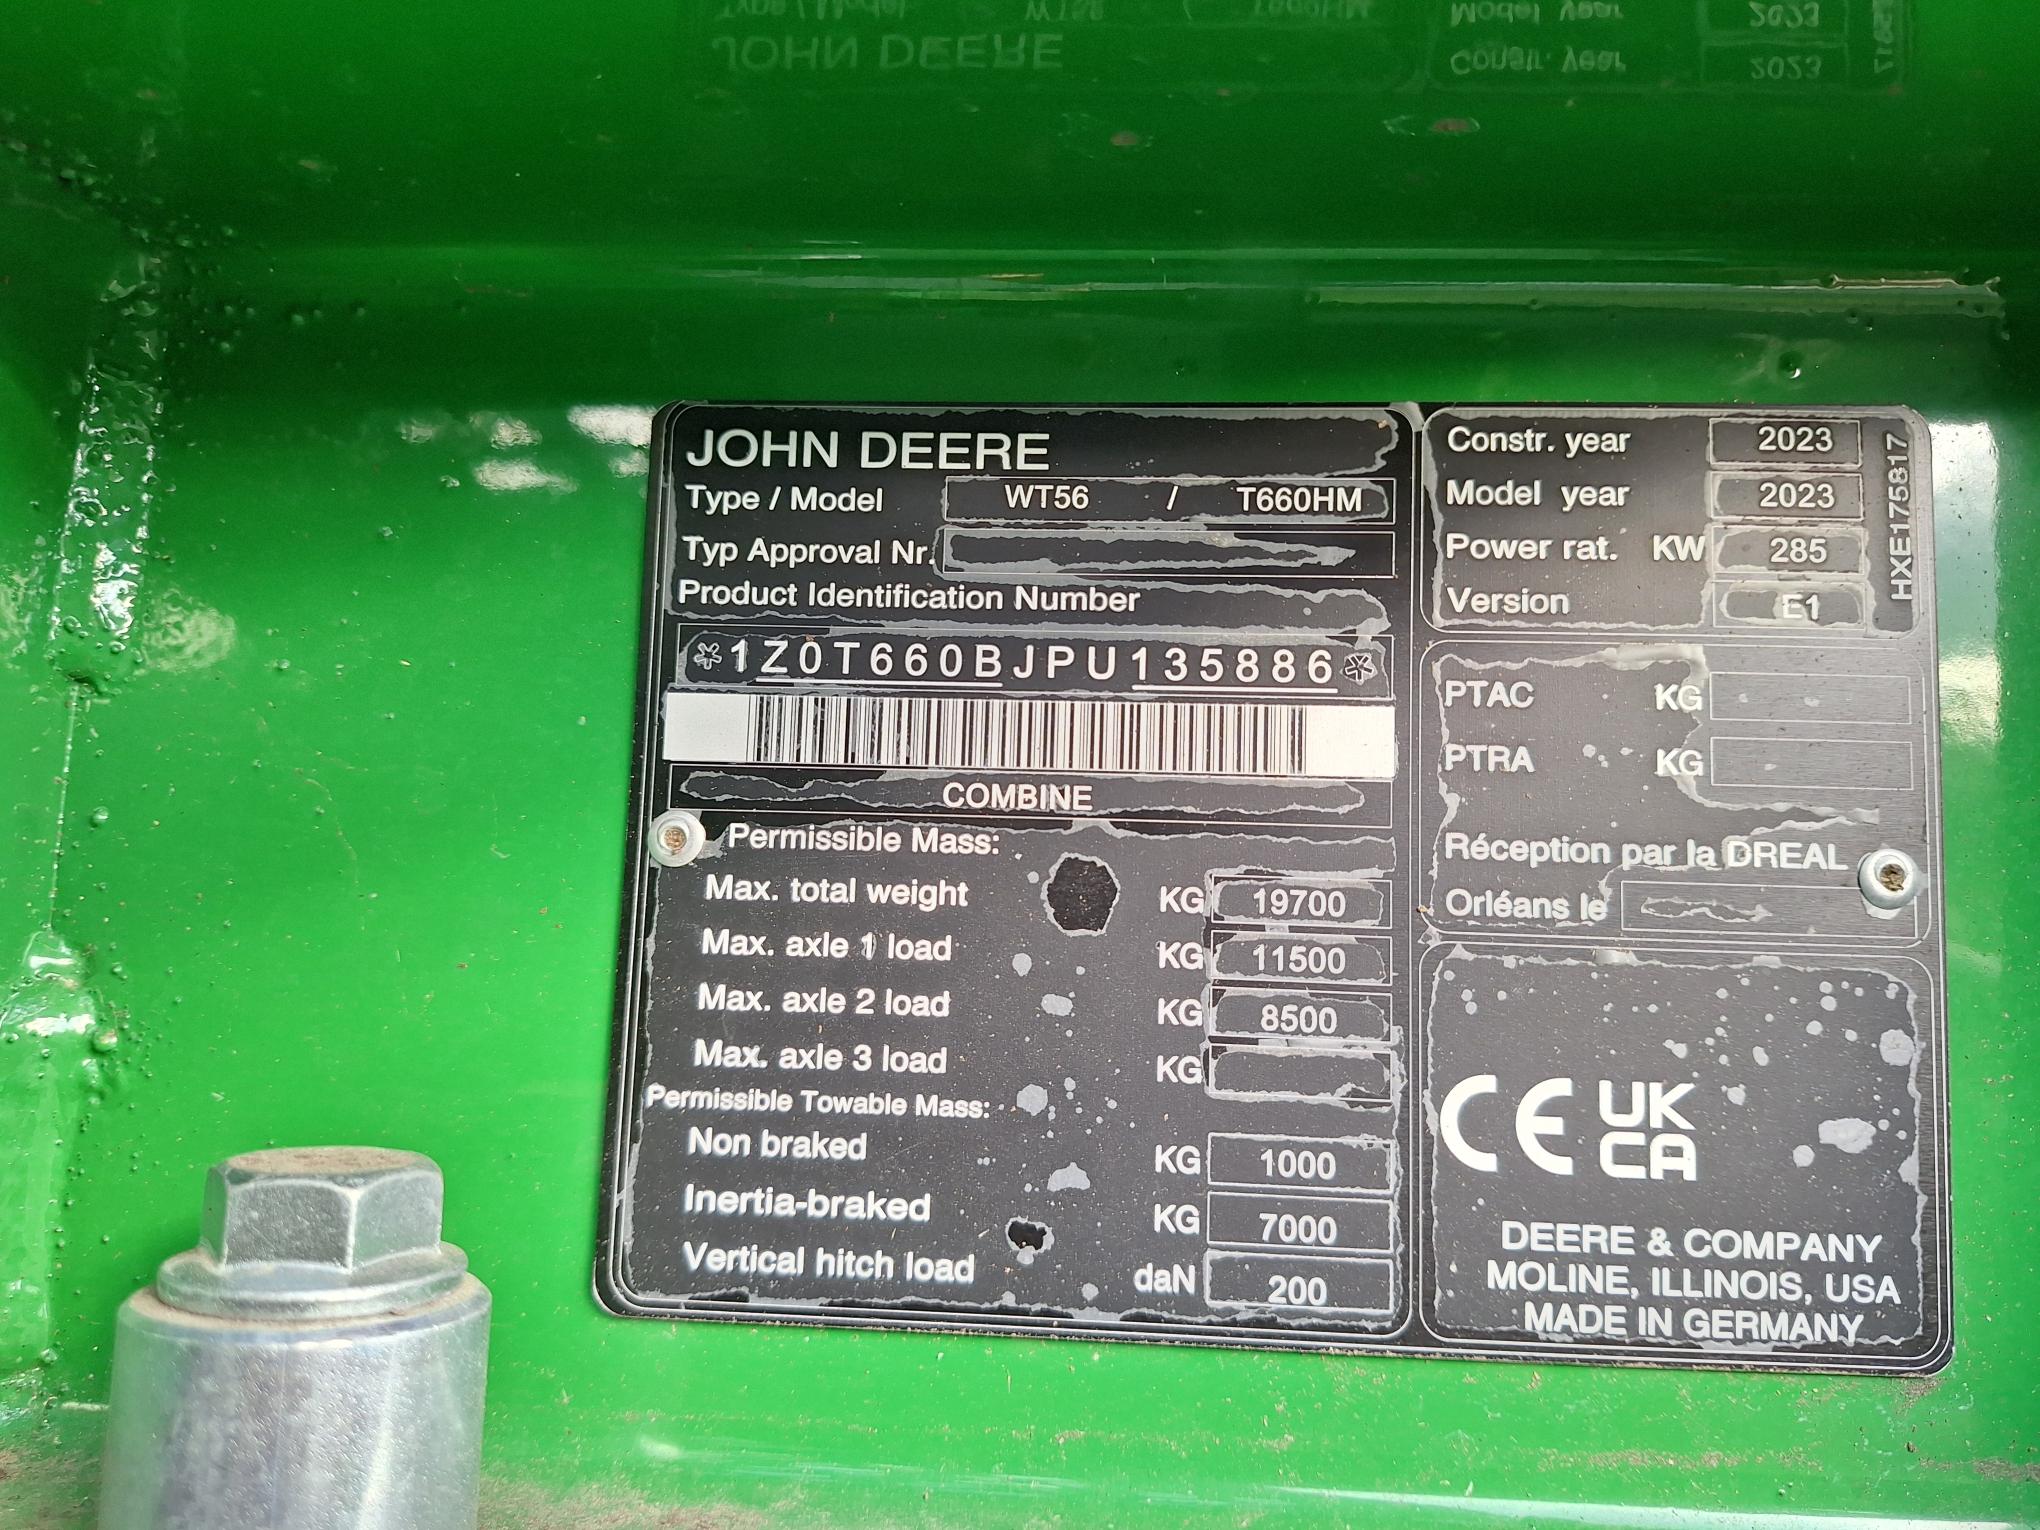 JOHN DEERE
Type / Model WT56 / T660HM
Typ Approval Nr.
Product Identification Number
*1Z0T660BJPU135886*
COMBINE
Permissible Mass:
Max. total weight KG 19700
Max. axle 1 load KG 11500
Max. axle 2 load KG 8500
Max. axle 3 load KG
Permissible Towable Mass:
Non braked KG 1000
Inertia-braked KG 7000
Vertical hitch load daN 200
Constr. year 2023
Model year 2023
Power rat. KW 285
Version E1
HXE175817
PTAC KG
PTRA KG
Réception par la DREAL
Orléans le
CE UK
CA
DEERE & COMPANY
MOLINE, ILLINOIS, USA
MADE IN GERMANY